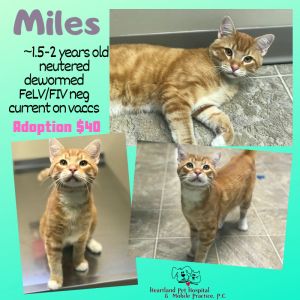 Miles
~1.5-2 years old
neutered
dewormed
FeLV/FIV neg
current on vaccs
Adoption $40
Heartland Pet Hospital
& Mobile Practice, P.C.